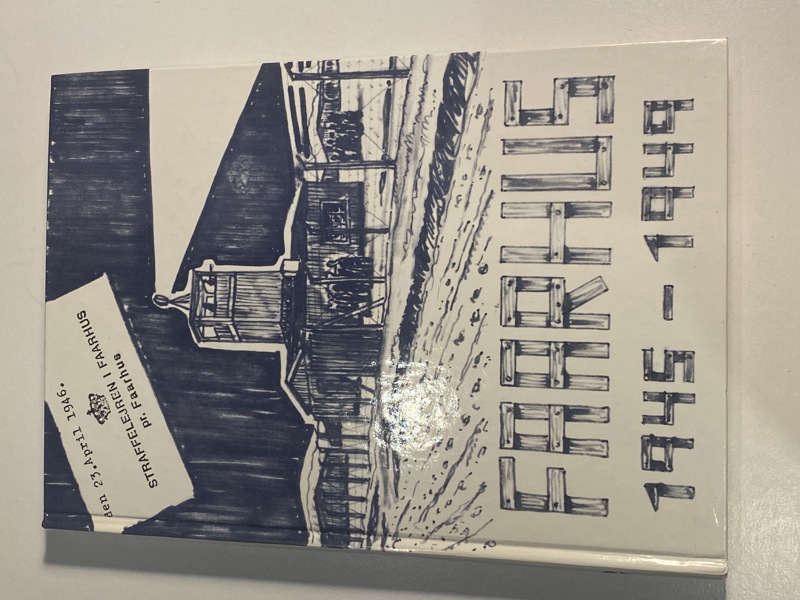 den 23.April 1946.
STRAFFELEJREN I FAARHUS
pr. Faarhus
FAARHUS
1945 - 1949